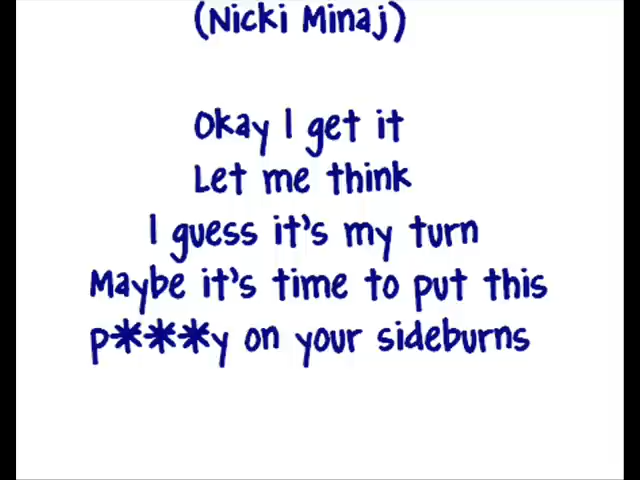 (Nicki Minaj)
Okay I get it
Let me think
I guess it's my turn
Maybe it's time to put this
p***y on your sideburns